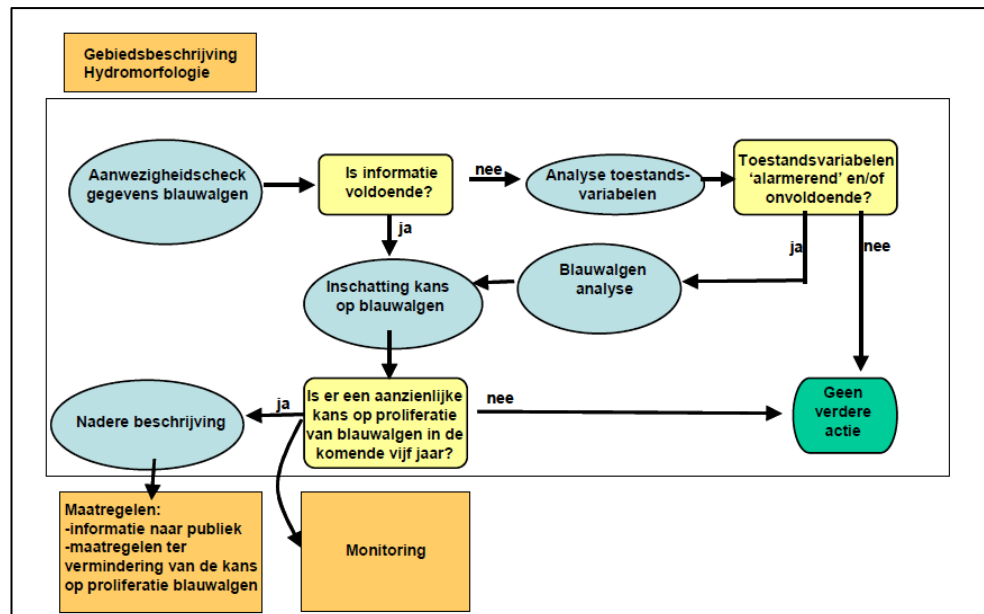 Gebiedsbeschrijving
Hydromorfologie
Aanwezigheidscheck
gegevens blauwalgen
Is informatie
voldoende?
nee
Analyse toestands-
variabelen
Toestandsvariabelen
‘alarmerend’ en/of
onvoldoende?
ja
ja
nee
Inschatting kans
op blauwalgen
Blauwalgen
analyse
Nadere beschrijving
ja
Is er een aanzienlijke
kans op proliferatie
van blauwalgen in de
komende vijf jaar?
nee
Geen
verdere
actie
Maatregelen:
-informatie naar publiek
-maatregelen ter
vermindering van de kans
op proliferatie blauwalgen
Monitoring